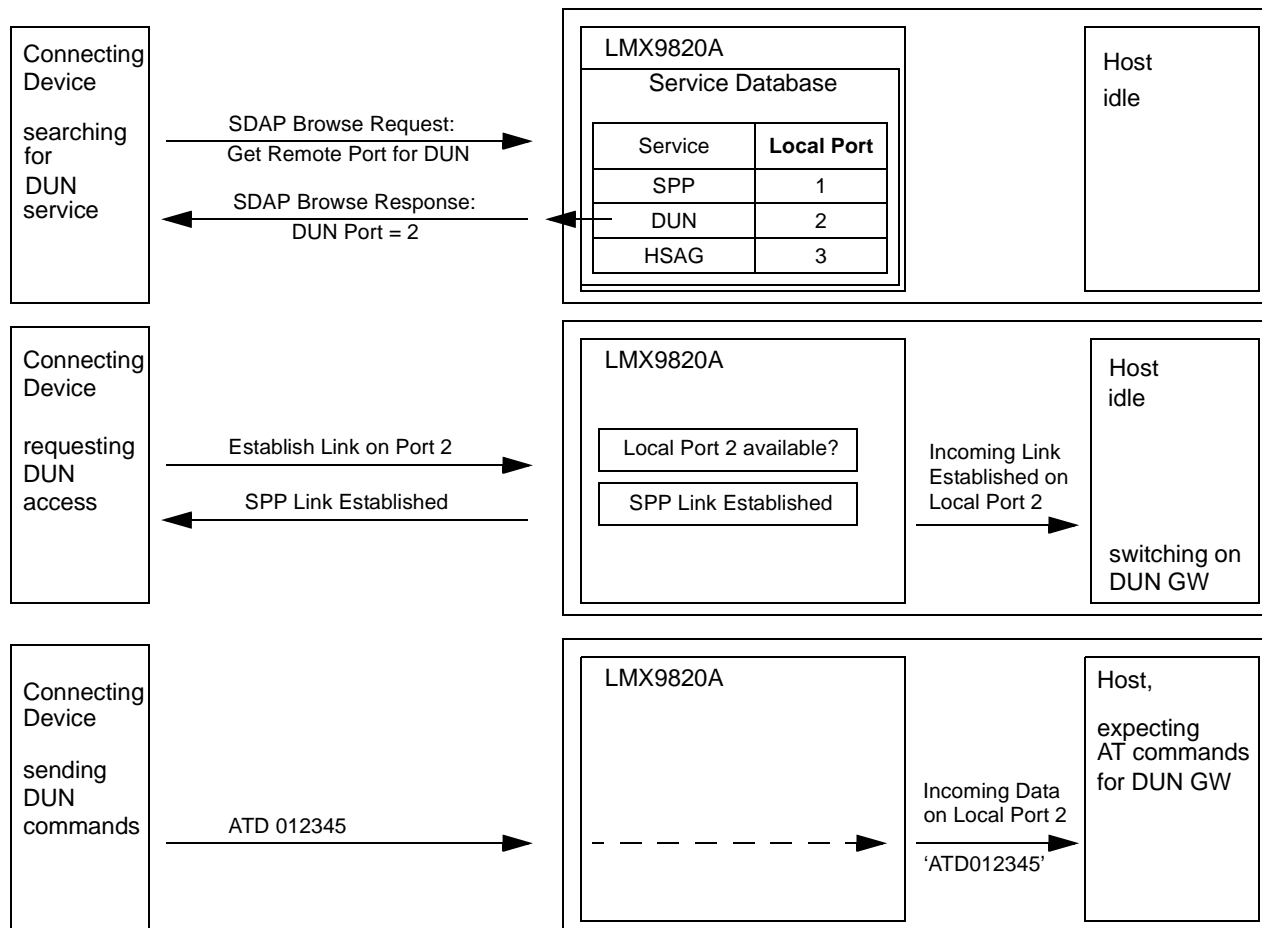 Connecting
Device
searching
for
DUN
service
SDAP Browse Request:
Get Remote Port for DUN
SDAP Browse Response:
DUN Port = 2
LMX9820A
Service Database
Service Local Port
SPP 1
DUN 2
HSAG 3
Host
idle
Connecting
Device
requesting
DUN
access
Establish Link on Port 2
SPP Link Established
LMX9820A
Local Port 2 available?
SPP Link Established
Incoming Link
Established on
Local Port 2
Host
idle
switching on
DUN GW
Connecting
Device
sending
DUN
commands
ATD 012345
LMX9820A
Incoming Data
on Local Port 2
‘ATD012345’
Host,
expecting
AT commands
for DUN GW